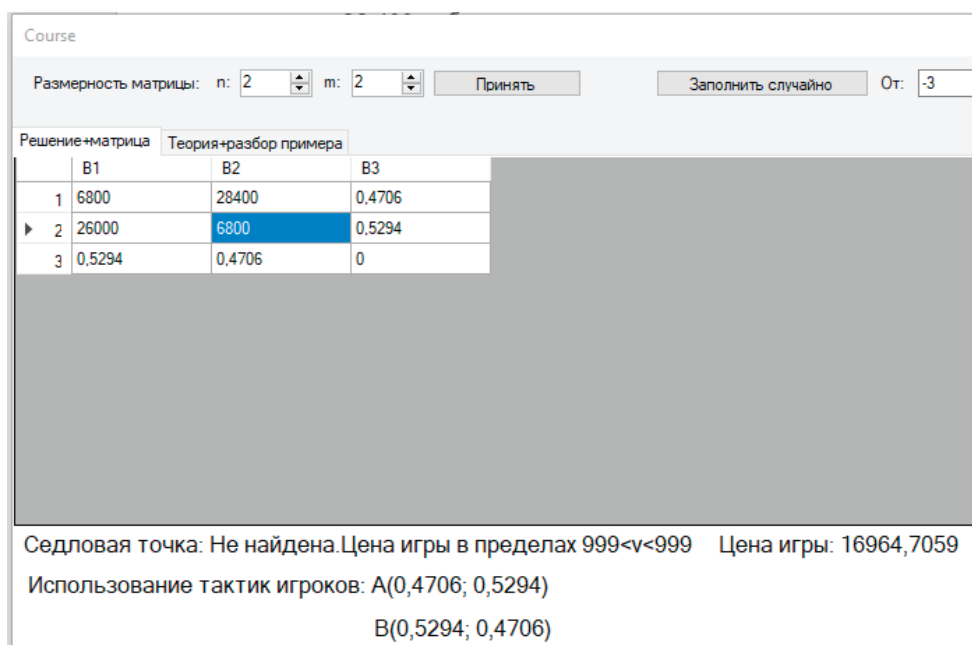 Course
Размерность матрицы: n: 2 m: 2 Принять Заполнить случайно От: -3
Решение+матрица Теория+разбор примера
B1 B2 B3
1 6800 28400 0,4706
2 26000 6800 0,5294
3 0,5294 0,4706 0
Седловая точка: Не найдена.Цена игры в пределах 999<v<999 Цена игры: 16964,7059
Использование тактик игроков: A(0,4706; 0,5294)
B(0,5294; 0,4706)